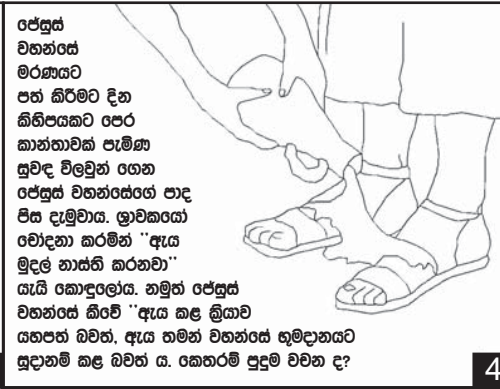 ජේසුස්
වහන්සේ
මරණයට
පත් කිරීමට දින
කිහිපයකට පෙර
කාන්තාවක් පැමිණ
සුවඳ විලවුන් ගෙන
ජේසුස් වහන්සේගේ පාද
පිස දැමුවාය. ශ්‍රාවකයෝ
චෝදනා කරමින් ¨ඇය
මුදල් නාස්ති කරනවා¨
යැයි කොඳුලෝය. නමුත් ජේසුස්
වහන්සේ කීවේ ¨ඇය කළ ක්‍රියාව
යහපත් බවත්, ඇය තමන් වහන්සේ භූමදානයට
සූදානම් කළ බවත් ය. කෙතරම් පුදුම වචන ද?
4